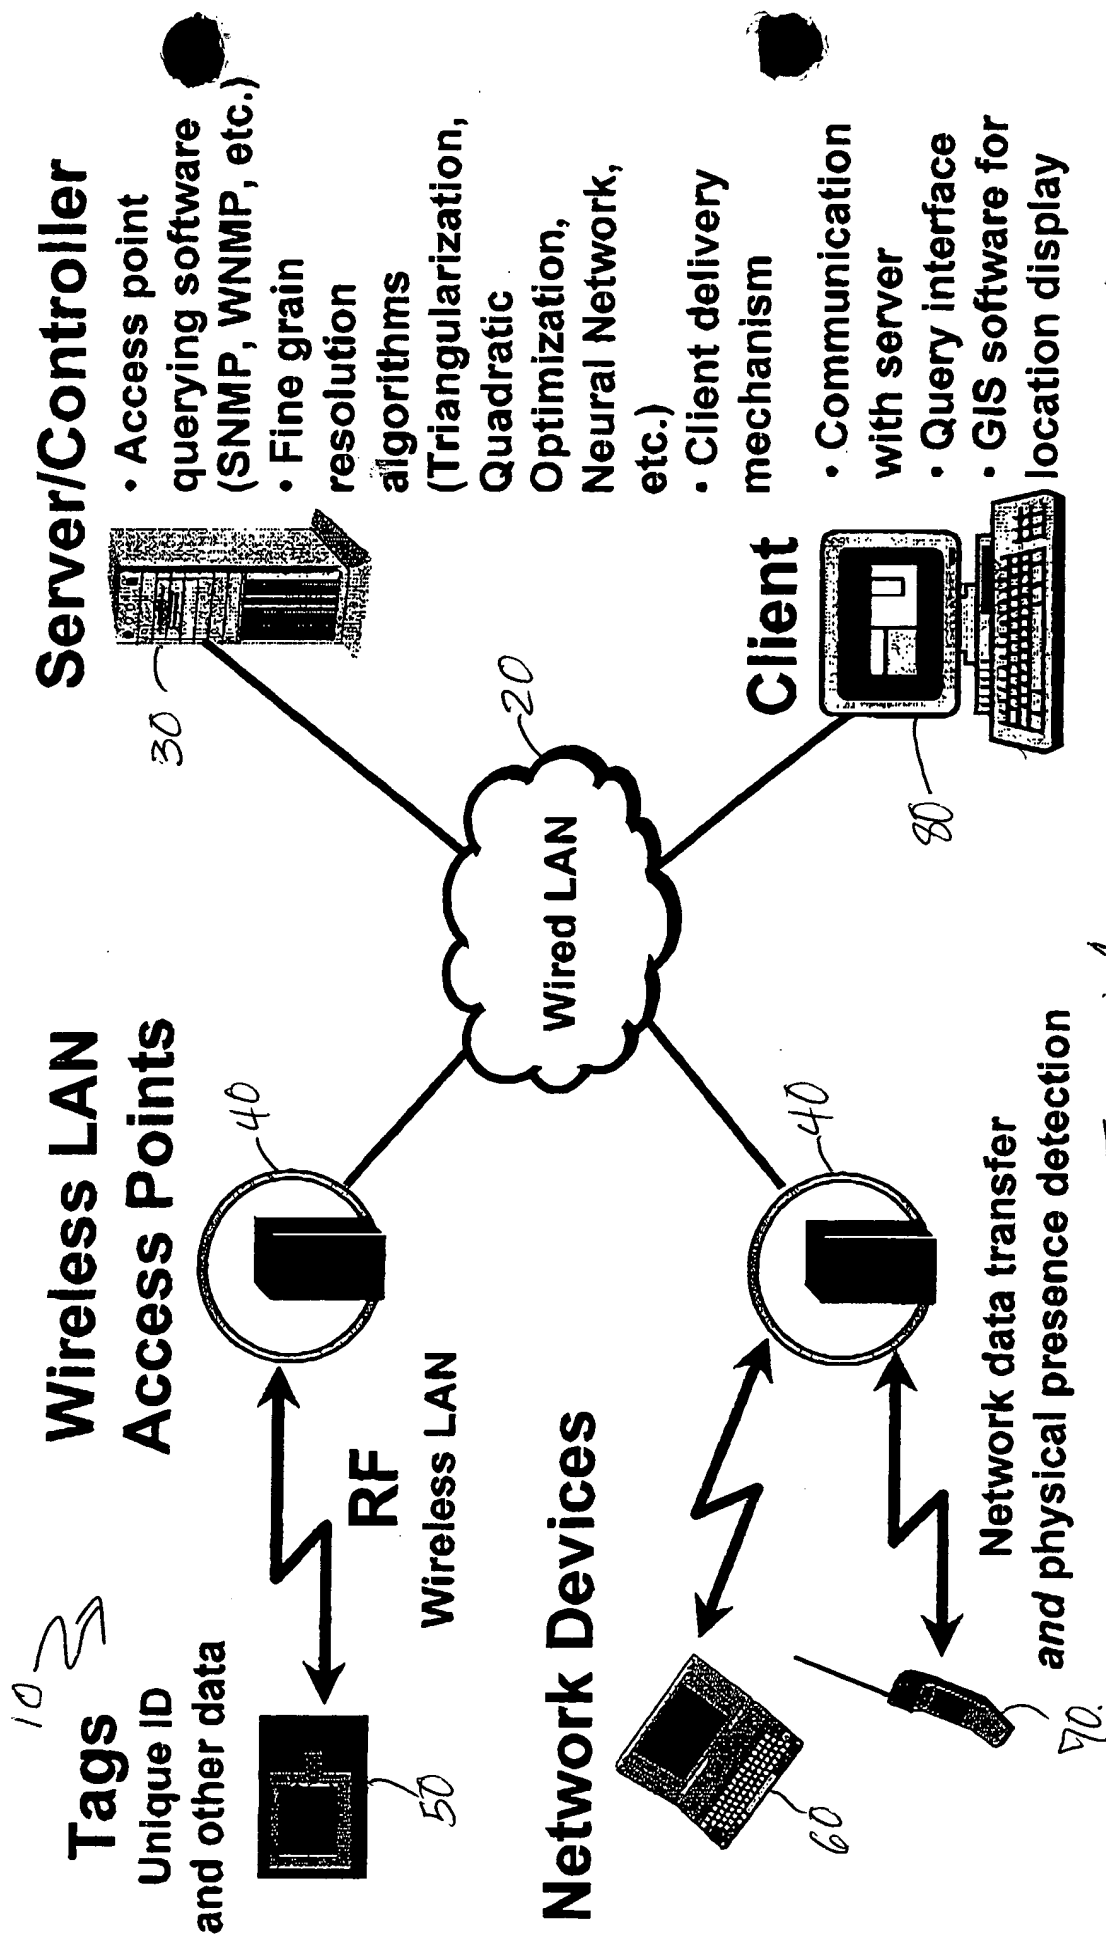 10
Tags
Unique ID
and other data
50
Wireless LAN
Access Points
40
RF
Wireless LAN
Server/Controller
30
• Access point
querying software
(SNMP, WNMP, etc.)
• Fine grain
resolution
algorithms
(Triangularization,
Quadratic
Optimization,
Neural Network,
etc.)
• Client delivery
mechanism
20
Wired LAN
Network Devices
60
70.
40
Network data transfer
and physical presence detection
Client
80
• Communication
with server
• Query interface
• GIS software for
location display